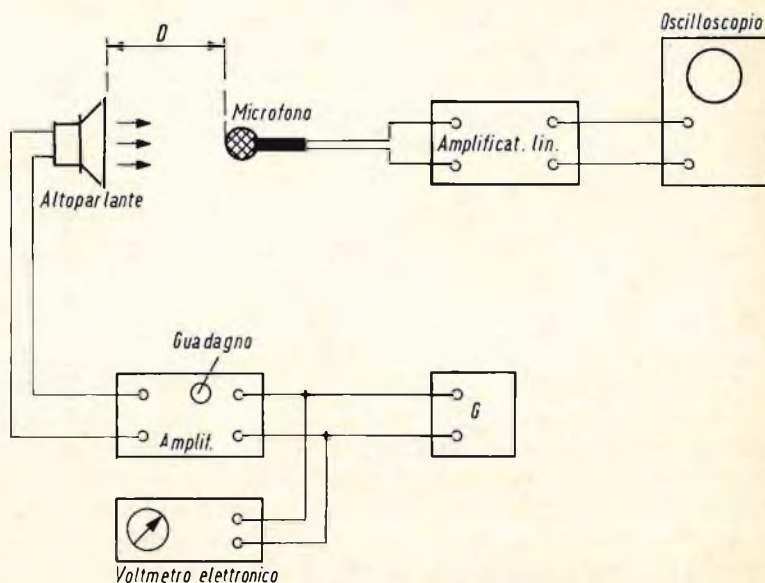 Oscilloscopio
D
Microfono
Amplificat. lin.
Altoparlante
Guadagno
G
Amplif.
Voltmetro elettronico